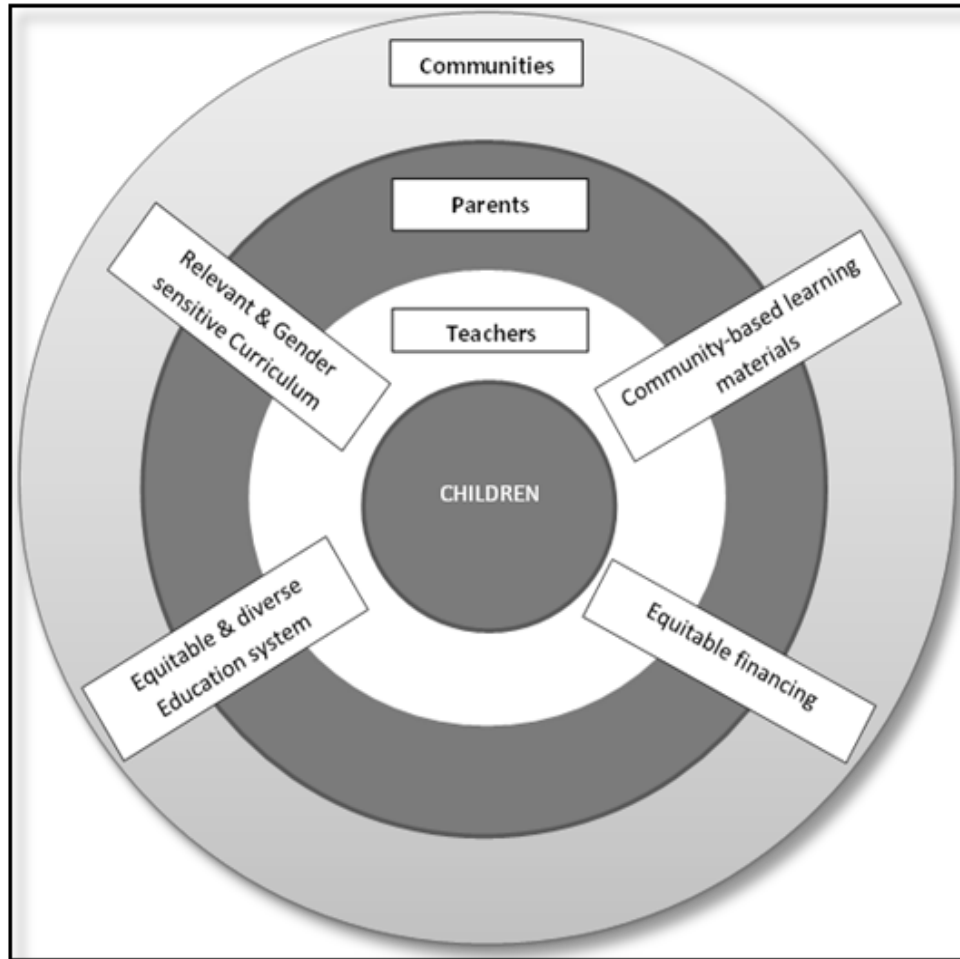 Communities
Parents
Relevant & Gender
sensitive Curriculum
Community-based learning
materials
Teachers
CHILDREN
Equitable & diverse
Education system
Equitable financing